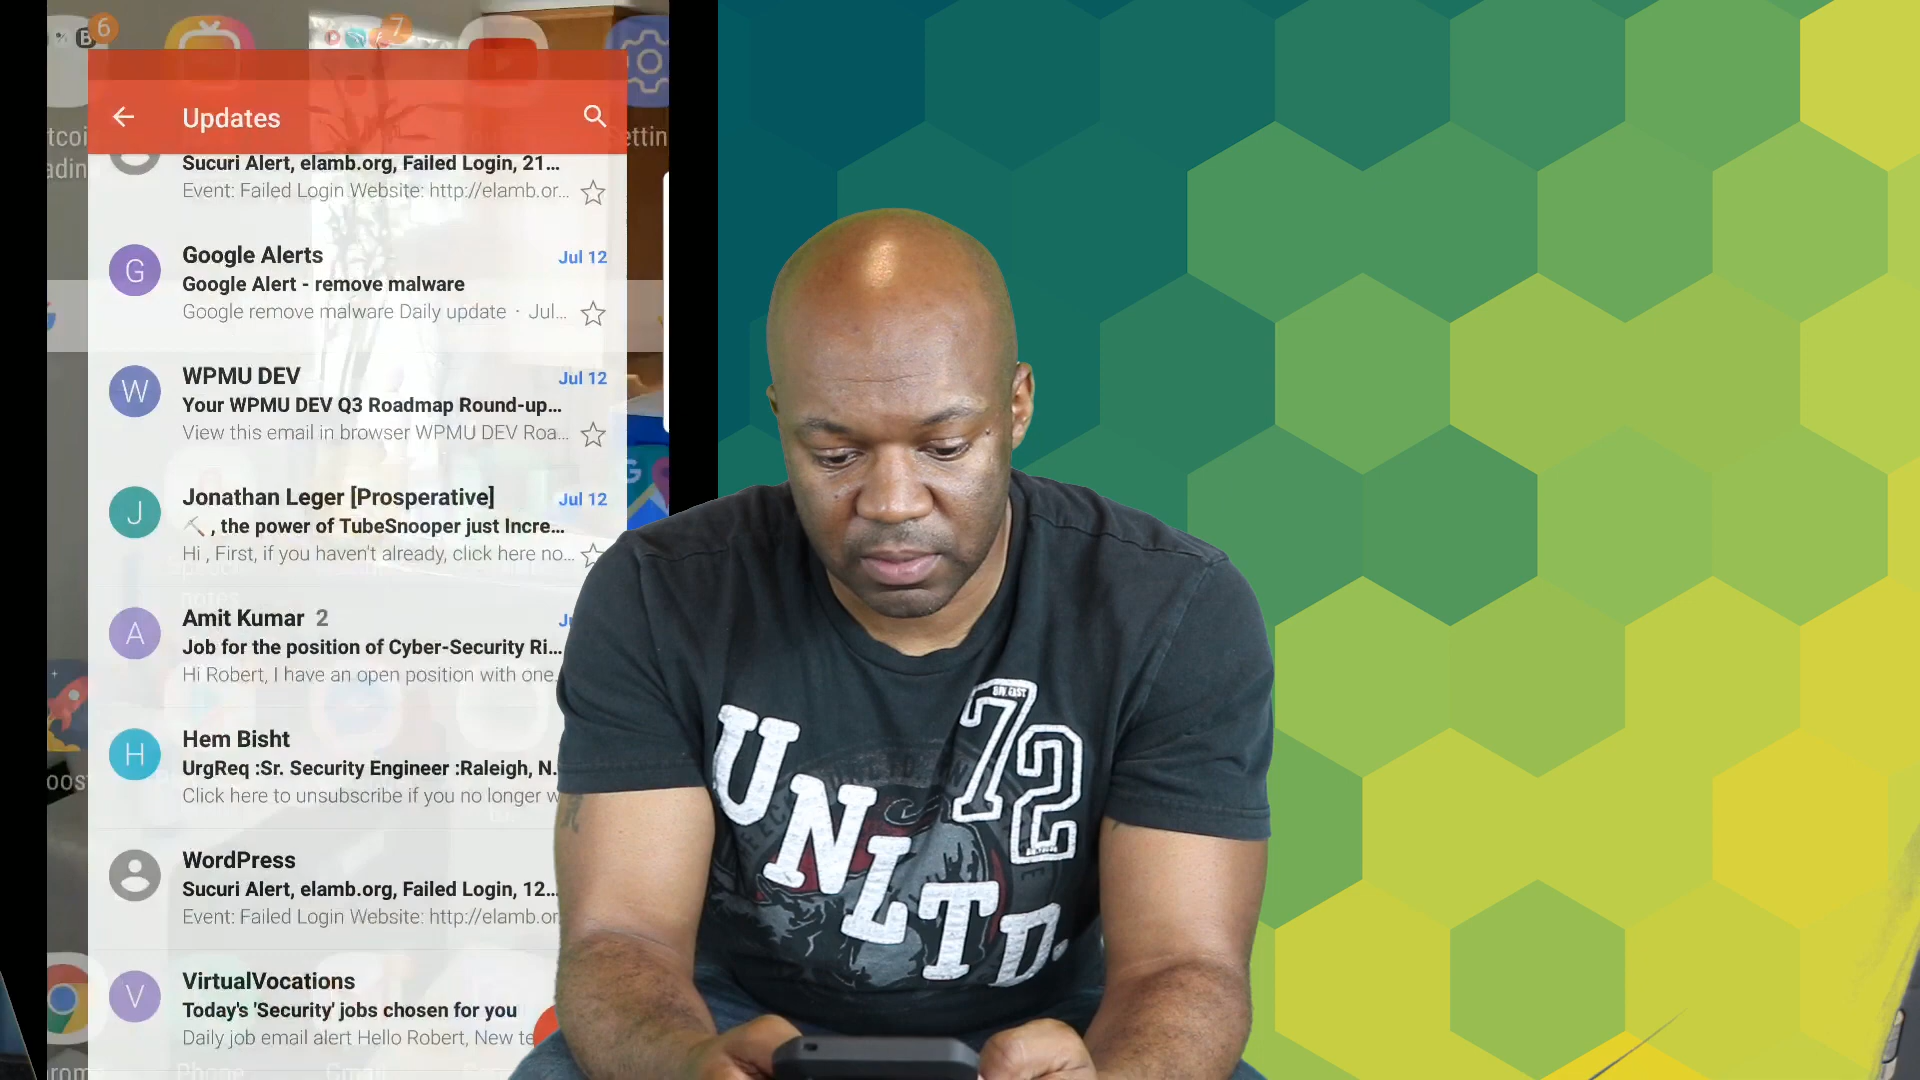 6
7
B
Updates
Sucuri Alert, elamb.org, Failed Login, 21...
Event: Failed Login Website: http://elamb.or...
G
Google Alerts
Jul 12
Google Alert - remove malware
Google remove malware Daily update · Jul...
W
WPMU DEV
Jul 12
Your WPMU DEV Q3 Roadmap Round-up...
View this email in browser WPMU DEV Roa...
J
Jonathan Leger [Prosperative]
Jul 12
, the power of TubeSnooper just Incre...
Hi , First, if you haven't already, click here no...
A
Amit Kumar 2
Job for the position of Cyber-Security Ri...
Hi Robert, I have an open position with one
H
Hem Bisht
UrgReq :Sr. Security Engineer :Raleigh, N.
Click here to unsubscribe if you no longer w
WordPress
Sucuri Alert, elamb.org, Failed Login, 12...
Event: Failed Login Website: http://elamb.or
V
VirtualVocations
Today's 'Security' jobs chosen for you
Daily job email alert Hello Robert, New te
Phone
Gmail
72
UNLTD.